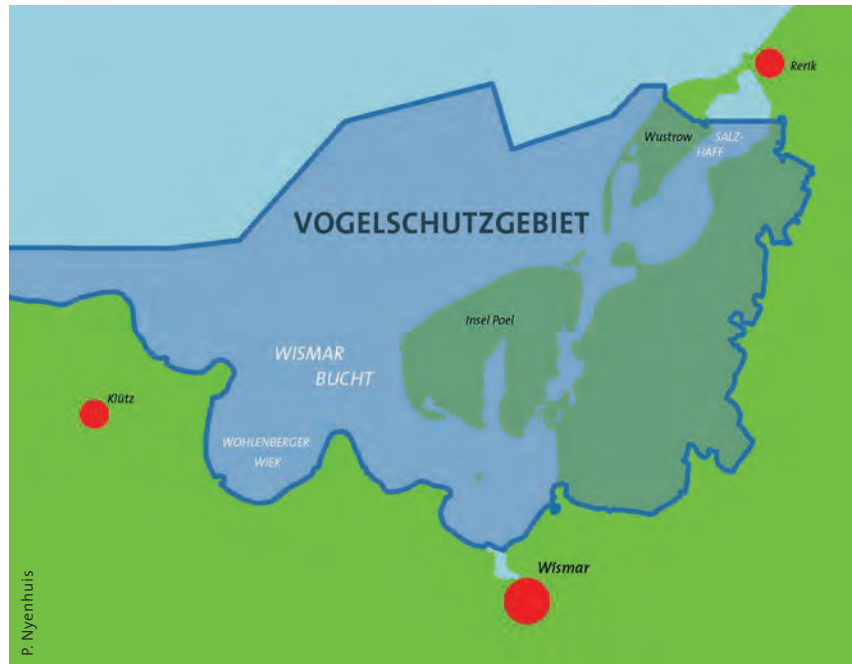 Rerik
Wustrow
SALZ-
HAFF
VOGELSCHUTZGEBIET
Insel Poel
WISMAR
BUCHT
Klütz
WOHLENBERGER
WIEK
Wismar
P. Nyenhuis